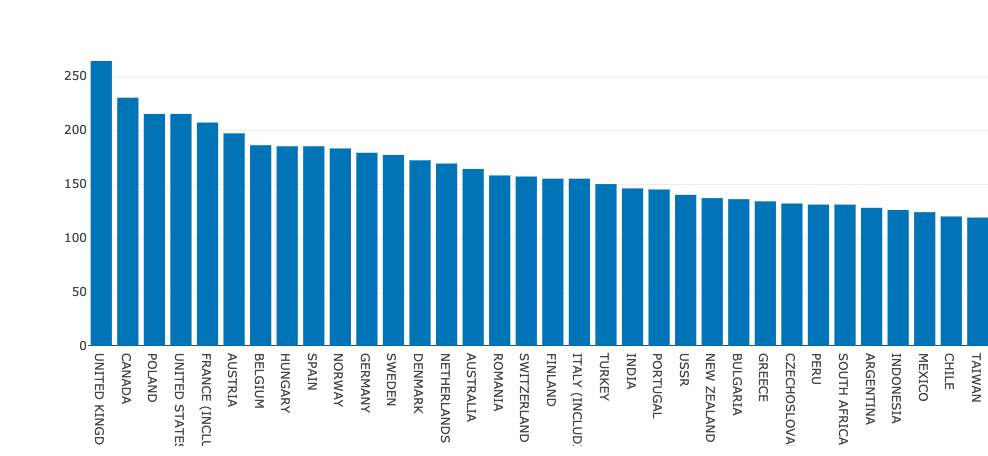 250
200
150
100
50
0
UNITED KINGD
CANADA
POLAND
UNITED STATES
FRANCE (INCLU
AUSTRIA
BELGIUM
HUNGARY
SPAIN
NORWAY
GERMANY
SWEDEN
DENMARK
NETHERLANDS
AUSTRALIA
ROMANIA
SWITZERLAND
FINLAND
ITALY (INCLUD
TURKEY
INDIA
PORTUGAL
USSR
NEW ZEALAND
BULGARIA
GREECE
CZECHOSLOVA
PERU
SOUTH AFRICA
ARGENTINA
INDONESIA
MEXICO
CHILE
TAIWAN